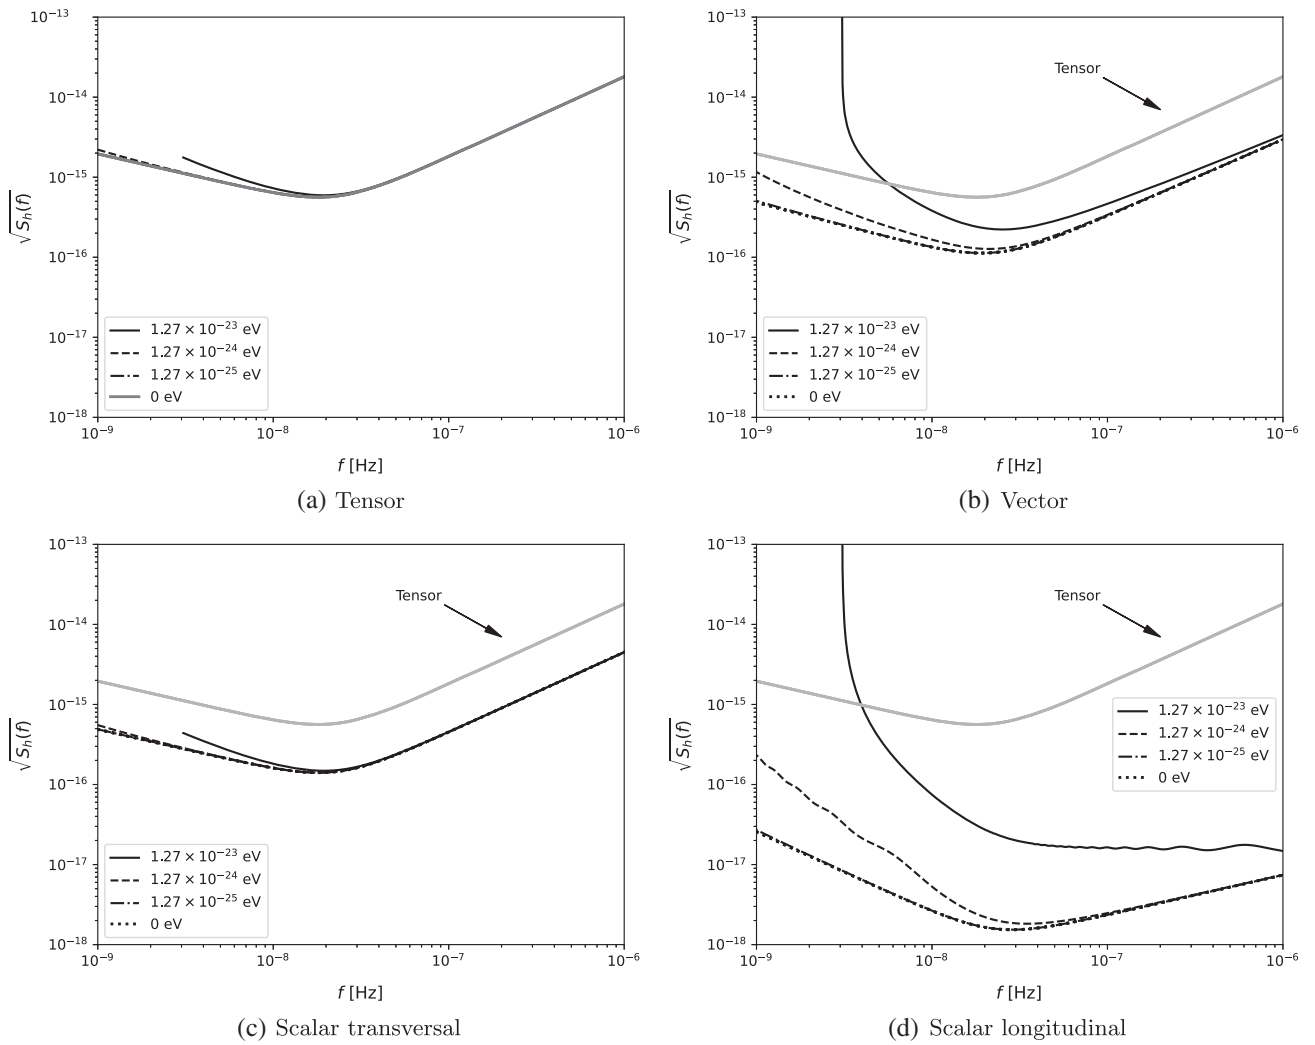 10⁻¹³
10⁻¹⁴
10⁻¹⁵
10⁻¹⁶
10⁻¹⁷
10⁻¹⁸
√Sₕ(f)
1.27 × 10⁻²³ eV
1.27 × 10⁻²⁴ eV
1.27 × 10⁻²⁵ eV
0 eV
10⁻⁹
10⁻⁸
10⁻⁷
10⁻⁶
f [Hz]
(a) Tensor
10⁻¹³
10⁻¹⁴
10⁻¹⁵
10⁻¹⁶
10⁻¹⁷
10⁻¹⁸
√Sₕ(f)
Tensor
1.27 × 10⁻²³ eV
1.27 × 10⁻²⁴ eV
1.27 × 10⁻²⁵ eV
0 eV
10⁻⁹
10⁻⁸
10⁻⁷
10⁻⁶
f [Hz]
(b) Vector
10⁻¹³
10⁻¹⁴
10⁻¹⁵
10⁻¹⁶
10⁻¹⁷
10⁻¹⁸
√Sₕ(f)
Tensor
1.27 × 10⁻²³ eV
1.27 × 10⁻²⁴ eV
1.27 × 10⁻²⁵ eV
0 eV
10⁻⁹
10⁻⁸
10⁻⁷
10⁻⁶
f [Hz]
(c) Scalar transversal
10⁻¹³
10⁻¹⁴
10⁻¹⁵
10⁻¹⁶
10⁻¹⁷
10⁻¹⁸
√Sₕ(f)
Tensor
1.27 × 10⁻²³ eV
1.27 × 10⁻²⁴ eV
1.27 × 10⁻²⁵ eV
0 eV
10⁻⁹
10⁻⁸
10⁻⁷
10⁻⁶
f [Hz]
(d) Scalar longitudinal